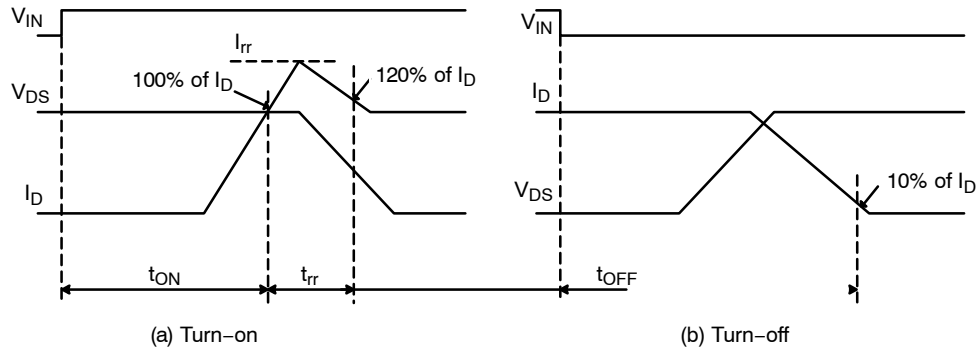 V_IN
I_rr
100% of I_D
120% of I_D
V_DS
I_D
t_ON
t_rr
(a) Turn−on
V_IN
I_D
V_DS
10% of I_D
t_OFF
(b) Turn−off